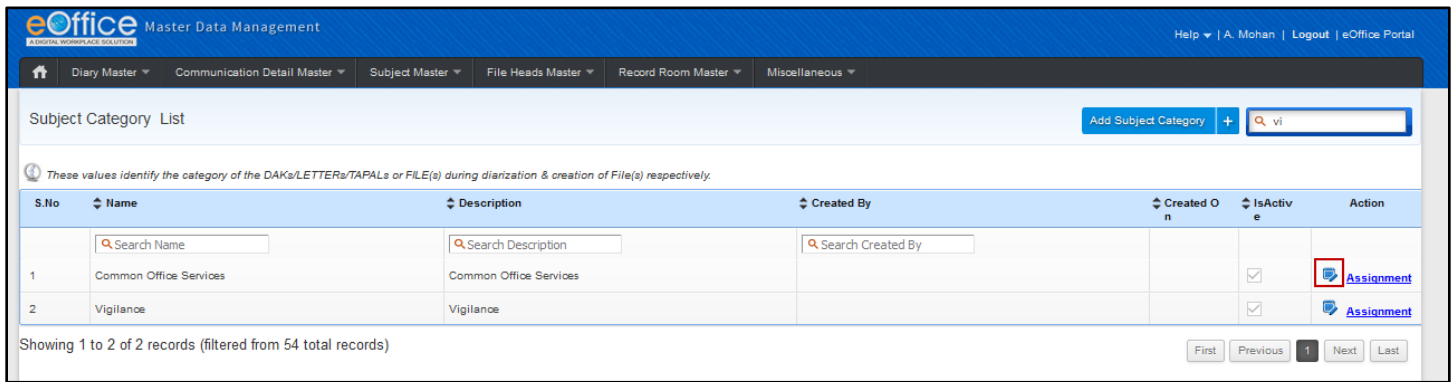 eOffice Master Data Management
A DIGITAL WORKPLACE SOLUTION
Help | A. Mohan | Logout | eOffice Portal
Diary Master Communication Detail Master Subject Master File Heads Master Record Room Master Miscellaneous
Subject Category List Add Subject Category + vi
These values identify the category of the DAKs/LETTERs/TAPALs or FILE(s) during diarization & creation of File(s) respectively.
S.No Name Description Created By Created O IsActiv Action
n e
Search Name Search Description Search Created By
1 Common Office Services Common Office Services Assignment
2 Vigilance Vigilance Assignment
Showing 1 to 2 of 2 records (filtered from 54 total records) First Previous 1 Next Last